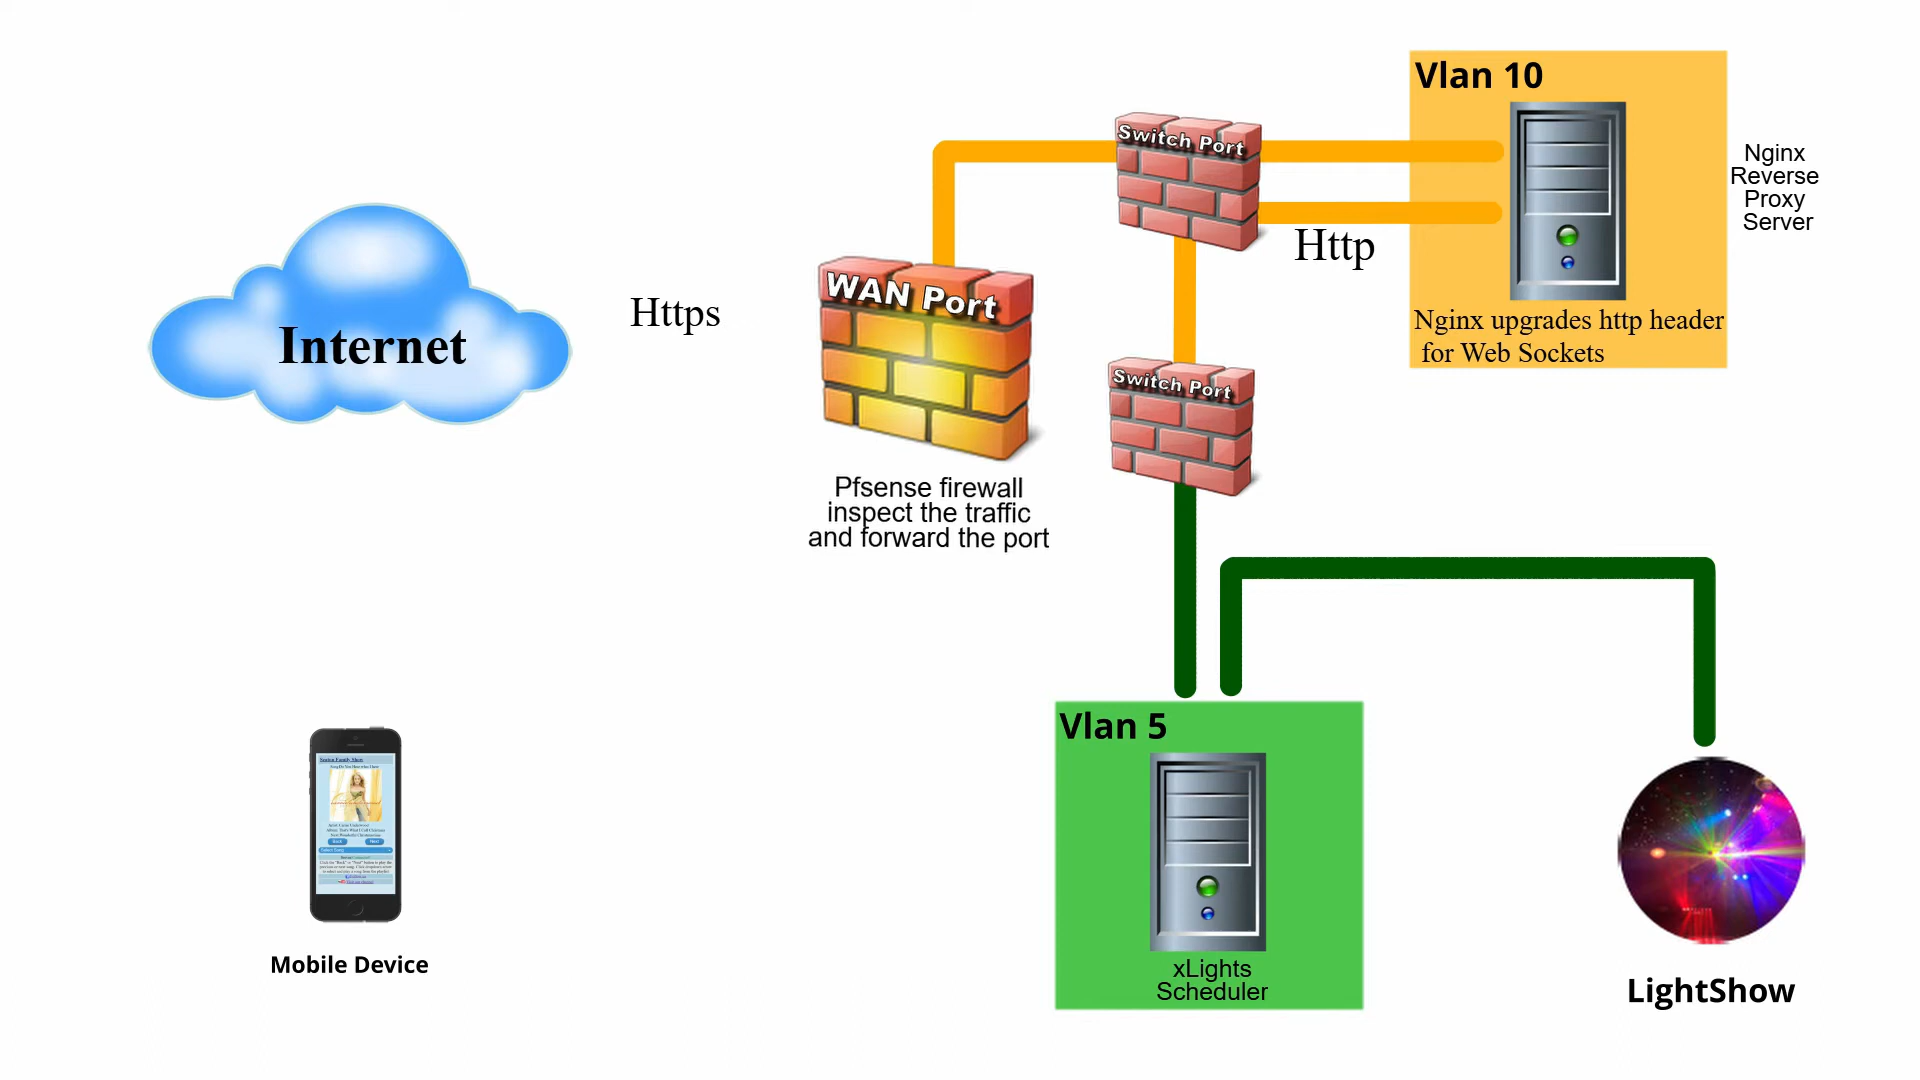 Vlan 10
Switch Port
Nginx
Reverse
Proxy
Server
Http
WAN Port
Https
Internet
Nginx upgrades http header
for Web Sockets
Switch Port
Pfsense firewall
inspect the traffic
and forward the port
Vlan 5
xLights
Scheduler
Mobile Device
LightShow